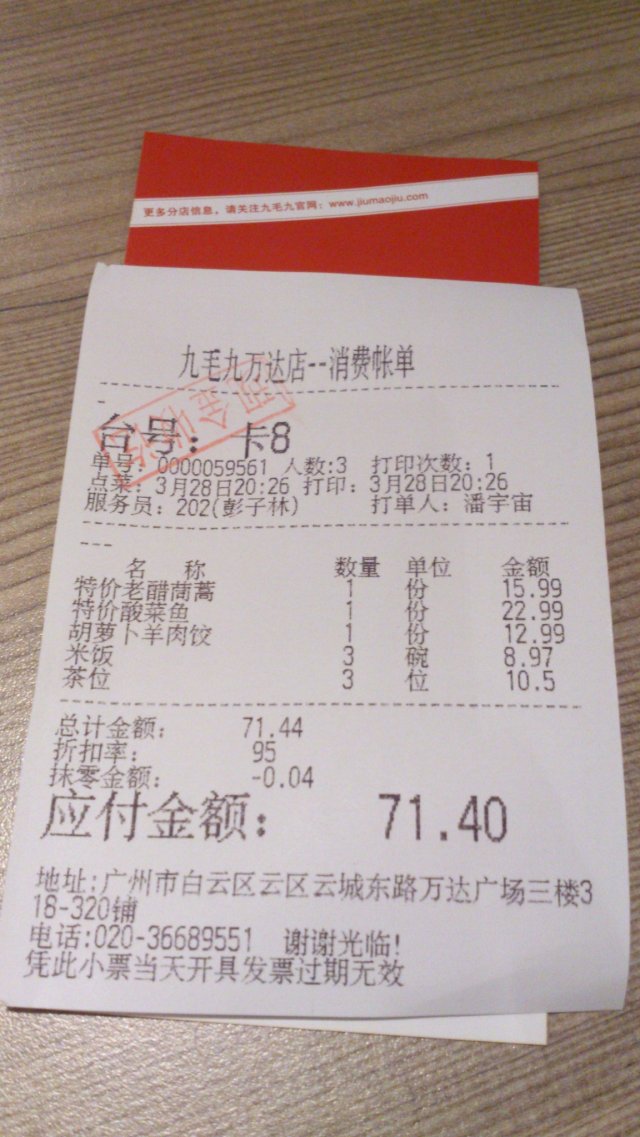 更多分店信息，请关注九毛九官网：www.jiumaojiu.com
九毛九万达店--消费帐单
现金收讫
台号：卡8
单号：0000059561 人数:3 打印次数：1
点菜：3月28日20:26 打印：3月28日20:26
服务员：202(彭子林) 打单人：潘宇宙
名 称 数量 单位 金额
特价老醋茼蒿 1 份 15.99
特价酸菜鱼 1 份 22.99
胡萝卜羊肉饺 1 份 12.99
米饭 3 碗 8.97
茶位 3 位 10.5
总计金额： 71.44
折扣率： 95
抹零金额： -0.04
应付金额： 71.40
地址:广州市白云区云区云城东路万达广场三楼3
18-320铺
电话:020-36689551 谢谢光临!
凭此小票当天开具发票过期无效